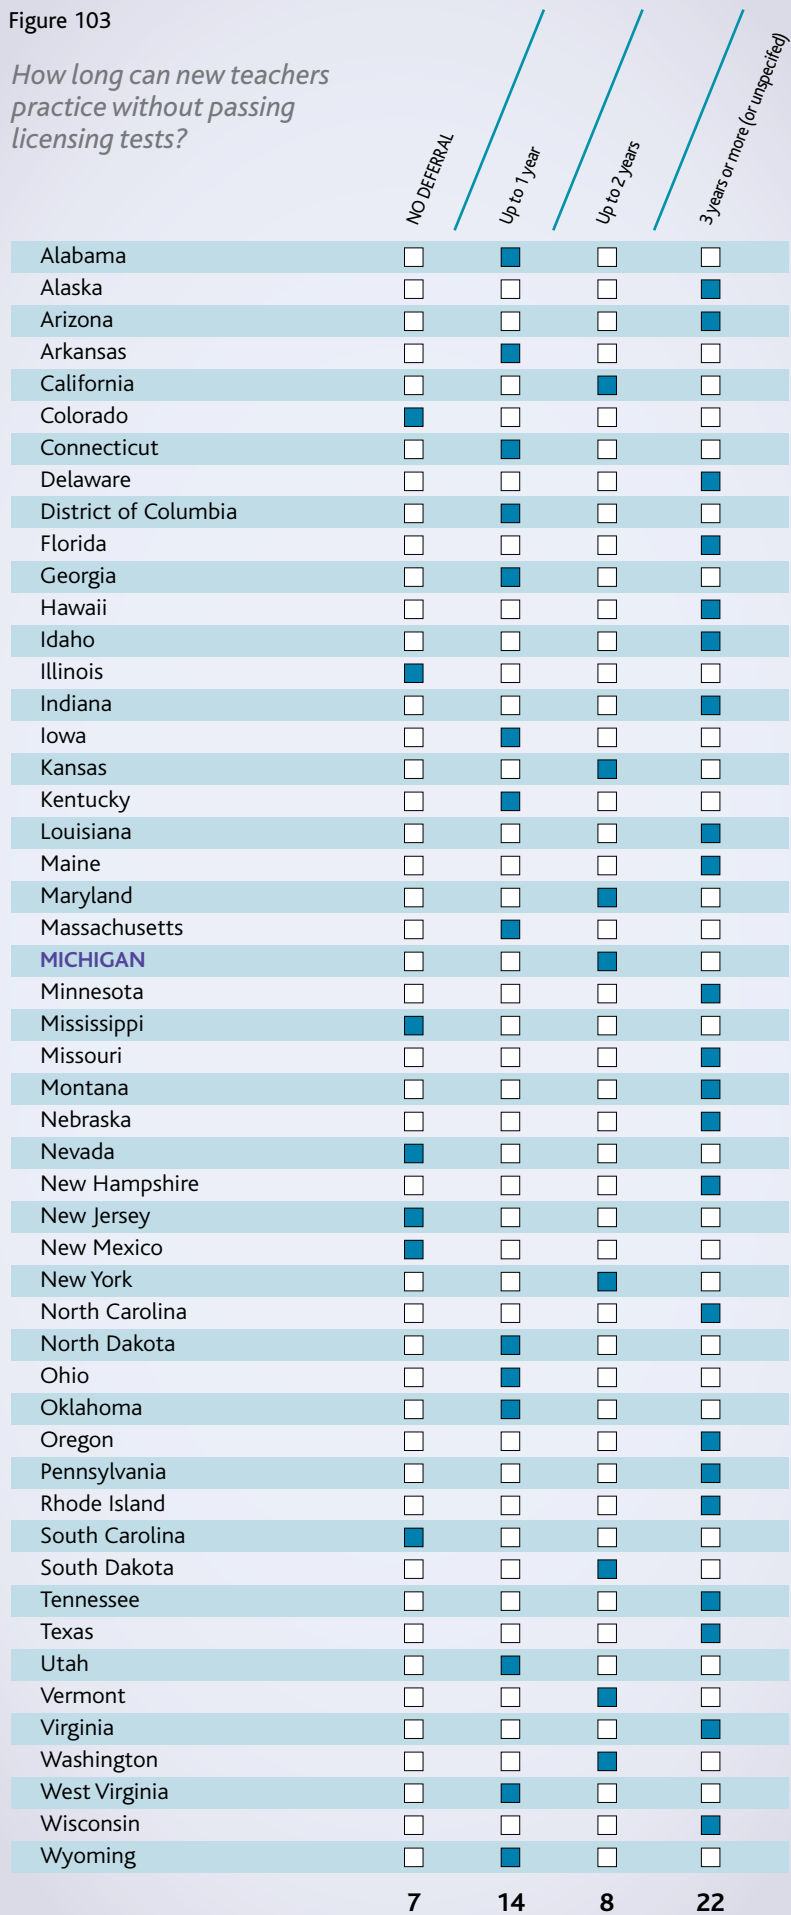 Figure 103
How long can new teachers
practice without passing
licensing tests?
NO DEFERRAL
Up to 1 year
Up to 2 years
3 years or more (or unspecifed)
Alabama
Alaska
Arizona
Arkansas
California
Colorado
Connecticut
Delaware
District of Columbia
Florida
Georgia
Hawaii
Idaho
Illinois
Indiana
Iowa
Kansas
Kentucky
Louisiana
Maine
Maryland
Massachusetts
MICHIGAN
Minnesota
Mississippi
Missouri
Montana
Nebraska
Nevada
New Hampshire
New Jersey
New Mexico
New York
North Carolina
North Dakota
Ohio
Oklahoma
Oregon
Pennsylvania
Rhode Island
South Carolina
South Dakota
Tennessee
Texas
Utah
Vermont
Virginia
Washington
West Virginia
Wisconsin
Wyoming
7 14 8 22